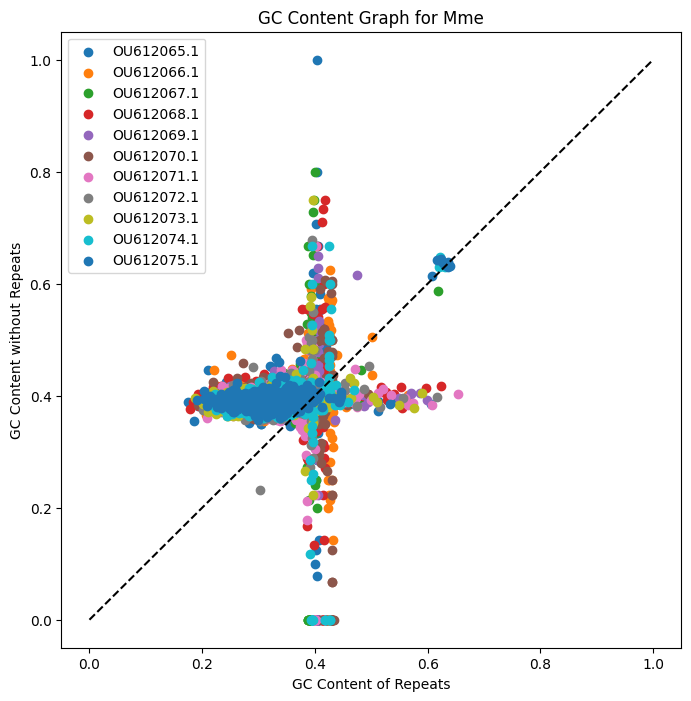 GC Content Graph for Mme
OU612065.1
OU612066.1
OU612067.1
OU612068.1
OU612069.1
OU612070.1
OU612071.1
OU612072.1
OU612073.1
OU612074.1
OU612075.1
1.0
0.8
0.6
0.4
0.2
0.0
GC Content without Repeats
0.0 0.2 0.4 0.6 0.8 1.0
GC Content of Repeats